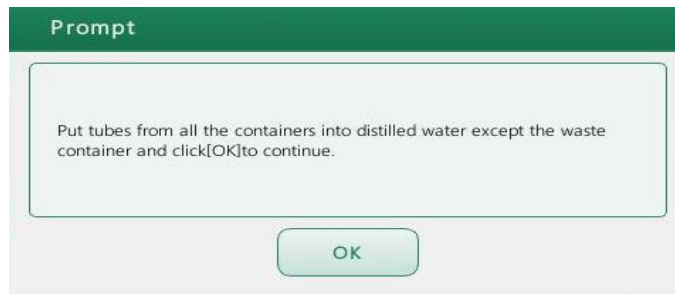 Prompt
Put tubes from all the containers into distilled water except the waste
container and click[OK]to continue.
OK